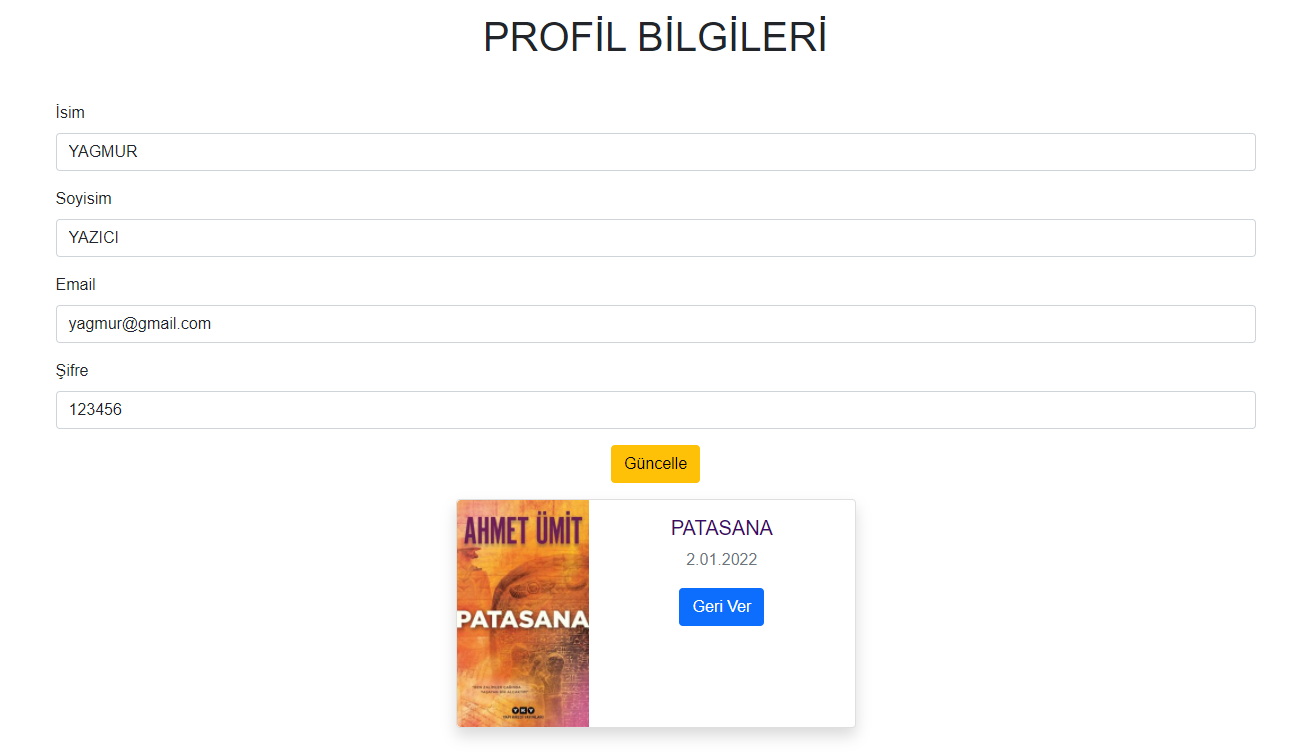 PROFİL BİLGİLERİ
İsim
YAGMUR
Soyisim
YAZICI
Email
yagmur@gmail.com
Şifre
123456
Güncelle
AHMET ÜMİT
PATASANA
PATASANA
2.01.2022
Geri Ver